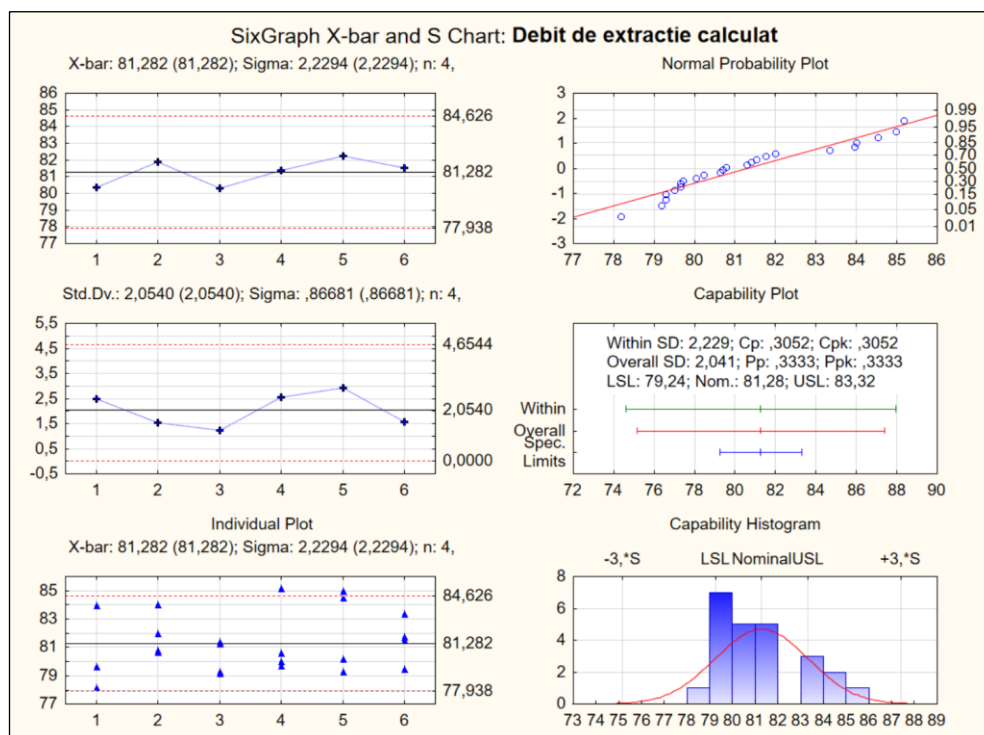 SixGraph X-bar and S Chart: Debit de extractie calculat
X-bar: 81,282 (81,282); Sigma: 2,2294 (2,2294); n: 4,
86
85
84
83
82
81
80
79
78
77
84,626
81,282
77,938
1 2 3 4 5 6
Normal Probability Plot
3
2
1
0
-1
-2
-3
0.99
0.95
0.85
0.70
0.50
0.30
0.15
0.05
0.01
77 78 79 80 81 82 83 84 85 86
Std.Dv.: 2,0540 (2,0540); Sigma: ,86681 (,86681); n: 4,
5,5
4,5
3,5
2,5
1,5
0,5
-0,5
4,6544
2,0540
0,0000
1 2 3 4 5 6
Capability Plot
Within SD: 2,229; Cp: ,3052; Cpk: ,3052
Overall SD: 2,041; Pp: ,3333; Ppk: ,3333
LSL: 79,24; Nom.: 81,28; USL: 83,32
Within
Overall
Spec.
Limits
72 74 76 78 80 82 84 86 88 90
Individual Plot
X-bar: 81,282 (81,282); Sigma: 2,2294 (2,2294); n: 4,
85
83
81
79
77
84,626
81,282
77,938
1 2 3 4 5 6
Capability Histogram
-3,*S LSL Nominal USL +3,*S
8
6
4
2
0
73 74 75 76 77 78 79 80 81 82 83 84 85 86 87 88 89